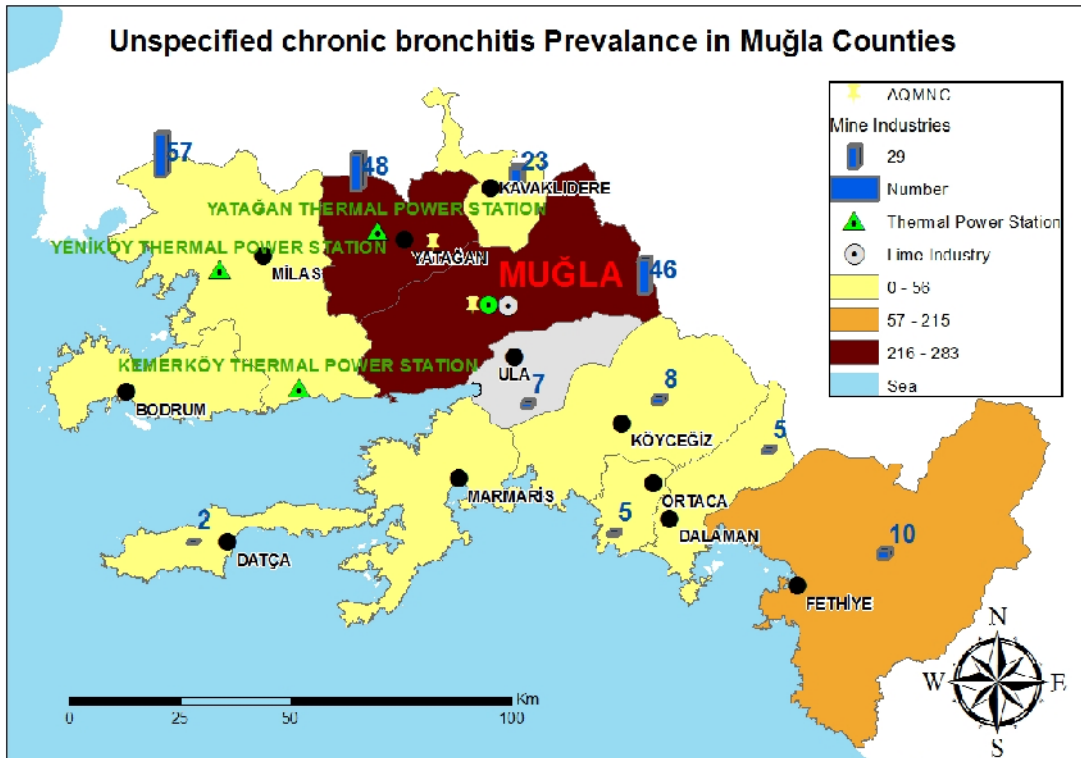 Unspecified chronic bronchitis Prevalance in Muğla Counties
AQMNC
Mine Industries
29
Number
Thermal Power Station
Lime Industry
0 - 56
57 - 215
216 - 283
Sea
57
48
23
KAVAKLIDERE
YATAĞAN THERMAL POWER STATION
YATAĞAN
YENİKÖY THERMAL POWER STATION
MİLAS
MUĞLA
46
KEMERKÖY THERMAL POWER STATION
ULA
7
8
BODRUM
KÖYCEĞİZ
5
MARMARİS
ORTACA
5
DALAMAN
2
DATÇA
10
FETHİYE
N
W
E
S
Km
0
25
50
100